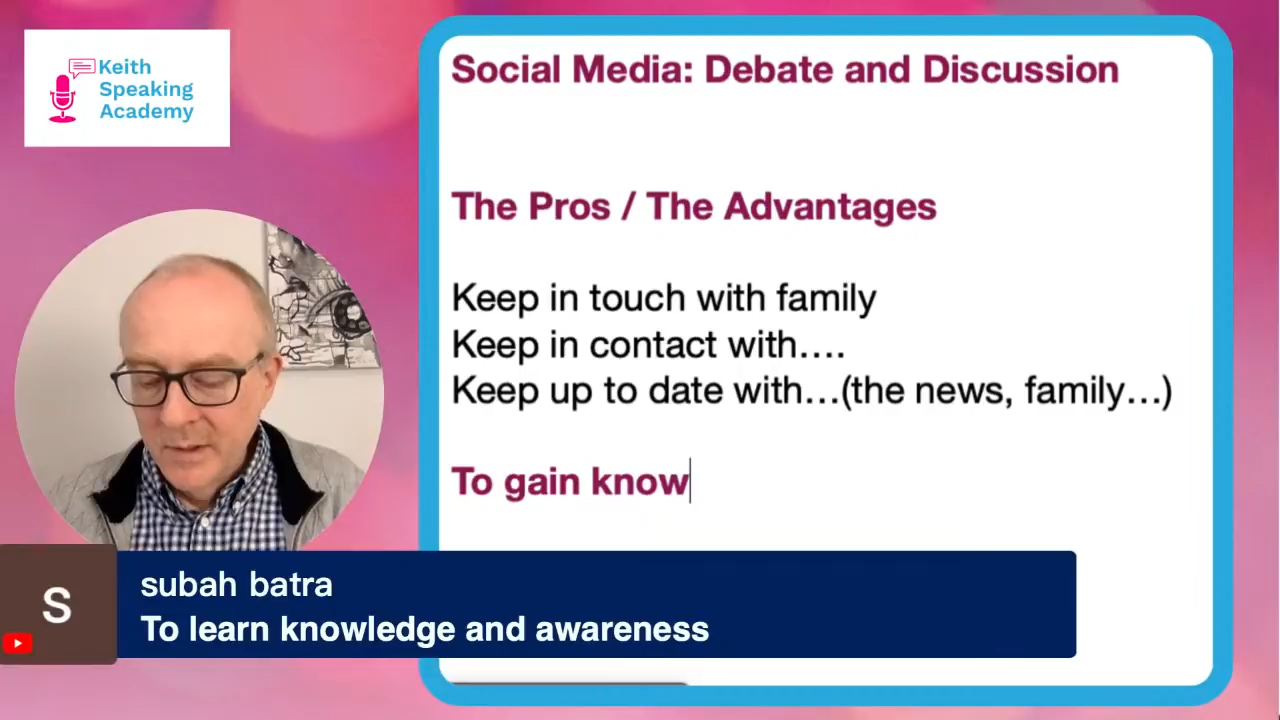 Keith
Speaking
Academy
Social Media: Debate and Discussion
The Pros / The Advantages
Keep in touch with family
Keep in contact with….
Keep up to date with…(the news, family…)
To gain know
S
subah batra
To learn knowledge and awareness